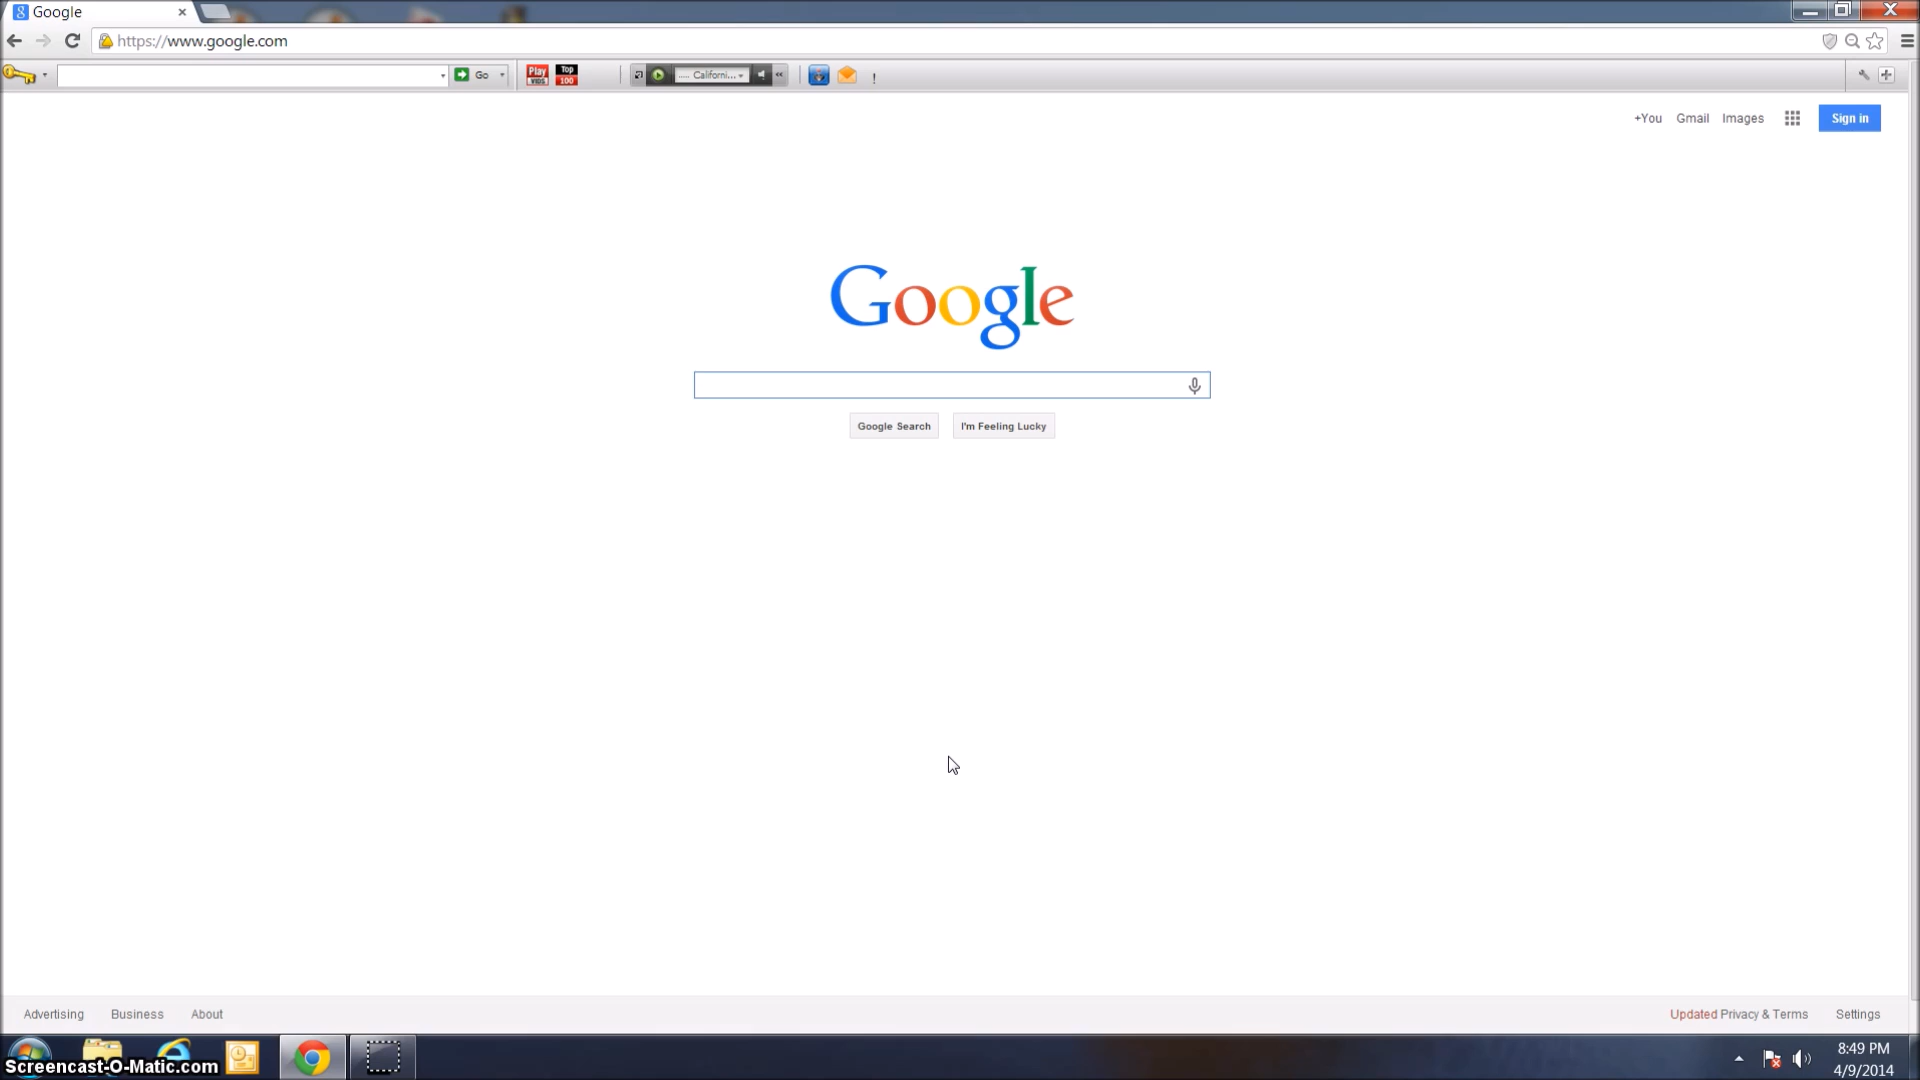 Google
https://www.google.com
Go
Play
VIDS
Top
100
..... Californi...
!
+You Gmail Images Sign in
Google
Google Search I'm Feeling Lucky
Advertising Business About Updated Privacy & Terms Settings
Screencast-O-Matic.com
8:49 PM
4/9/2014